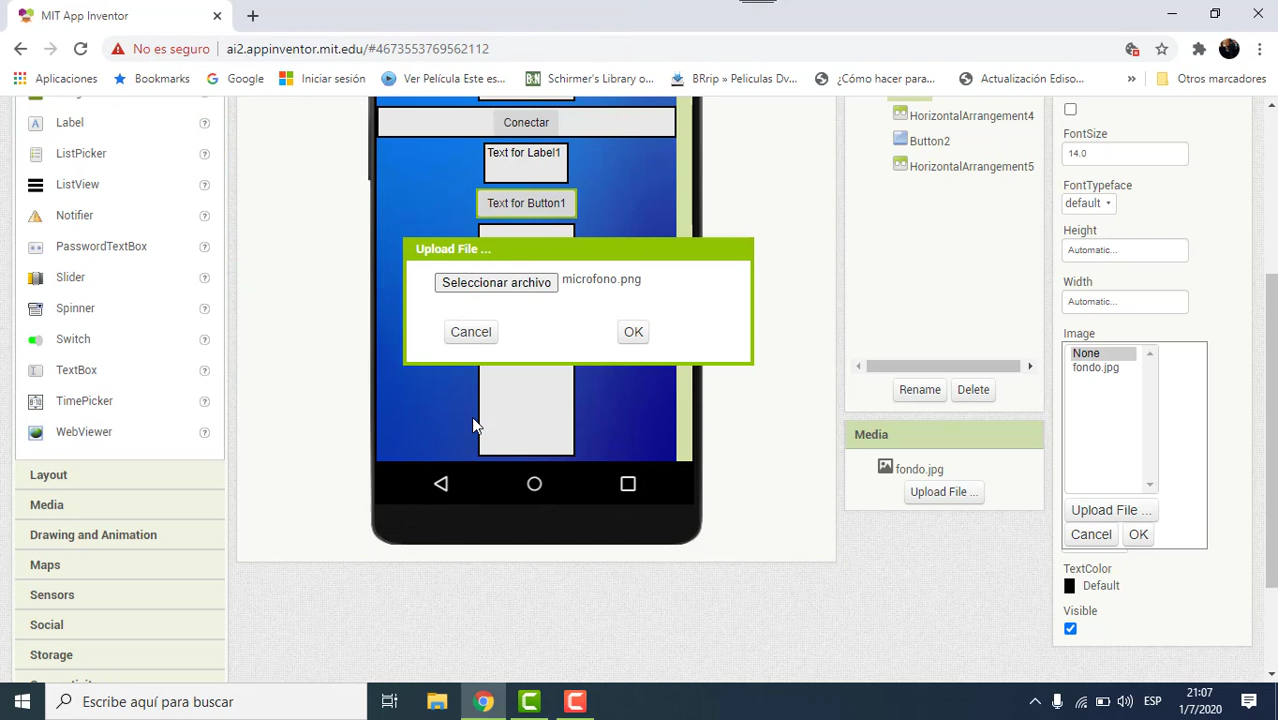 MIT App Inventor
No es seguro
ai2.appinventor.mit.edu/#4673553769562112
Aplicaciones
Bookmarks
Google
Iniciar sesión
Ver Película Este es...
Schirmer's Library o...
BRrip » Peliculas Dv...
¿Cómo hacer para...
Actualización Ediso...
»
Otros marcadores
Label
ListPicker
ListView
Notifier
PasswordTextBox
Slider
Spinner
Switch
TextBox
TimePicker
WebViewer
Layout
Media
Drawing and Animation
Maps
Sensors
Social
Storage
Conectar
Text for Label1
Text for Button1
Upload File ...
Seleccionar archivo microfono.png
Cancel
OK
HorizontalArrangement4
Button2
HorizontalArrangement5
Rename
Delete
Media
fondo.jpg
Upload File ...
FontSize
14.0
FontTypeface
default
Height
Automatic...
Width
Automatic...
Image
None
fondo.jpg
Upload File ...
Cancel
OK
TextColor
Default
Visible
Escribe aquí para buscar
ESP
21:07
1/7/2020